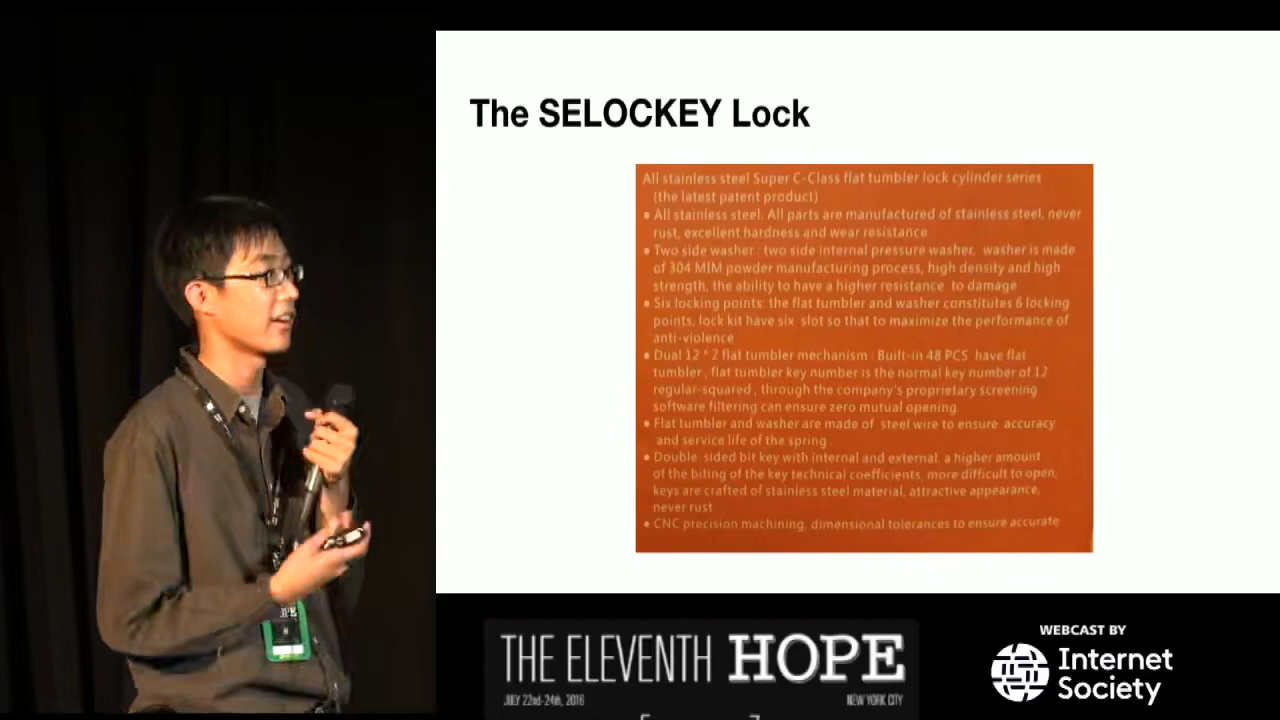 The SELOCKEY Lock
All stainless steel Super C-Class flat tumbler lock cylinder series
(the latest patent product)
• All stainless steel. All parts are manufactured of stainless steel, never
rust, excellent hardness and wear resistance
• Two side washer : two side internal pressure washer, washer is made
of 304 MIM powder manufacturing process, high density and high
strength, the ability to have a higher resistance to damage
• Six locking points: the flat tumbler and washer constitutes 6 locking
points, lock kit have six slot so that to maximize the performance of
anti-violence
• Dual 12 * 2 flat tumbler mechanism : Built-in 48 PCS have flat
tumbler , flat tumbler key number is the normal key number of 12
regular-squared , through the company's proprietary screening
software filtering can ensure zero mutual opening.
• Flat tumbler and washer are made of steel wire to ensure accuracy
and service life of the spring
• Double sided bit key with internal and external, a higher amount
of the biting of the key technical coefficients, more difficult to open,
keys are crafted of stainless steel material, attractive appearance,
never rust
• CNC precision machining, dimensional tolerances to ensure accurate
THE ELEVENTH HOPE
JULY 22nd-24th, 2016 NEW YORK CITY
WEBCAST BY
Internet
Society